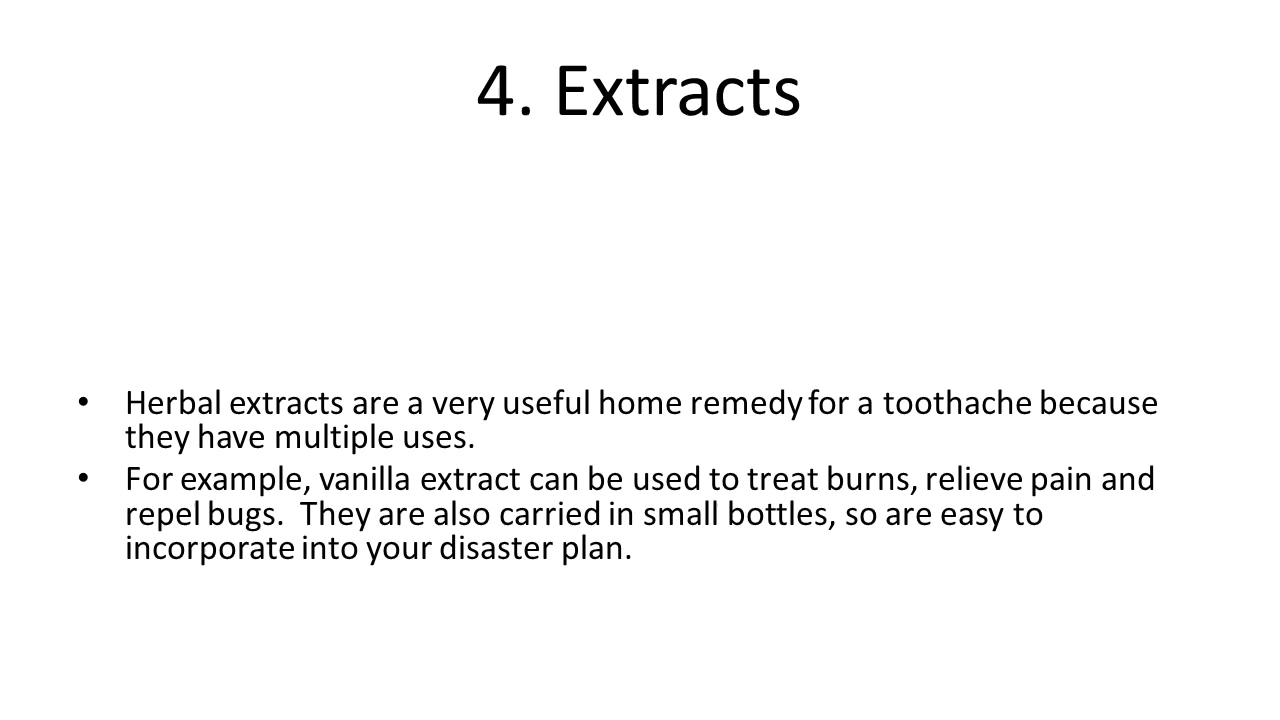 4. Extracts
• Herbal extracts are a very useful home remedy for a toothache because
they have multiple uses.
• For example, vanilla extract can be used to treat burns, relieve pain and
repel bugs.  They are also carried in small bottles, so are easy to
incorporate into your disaster plan.